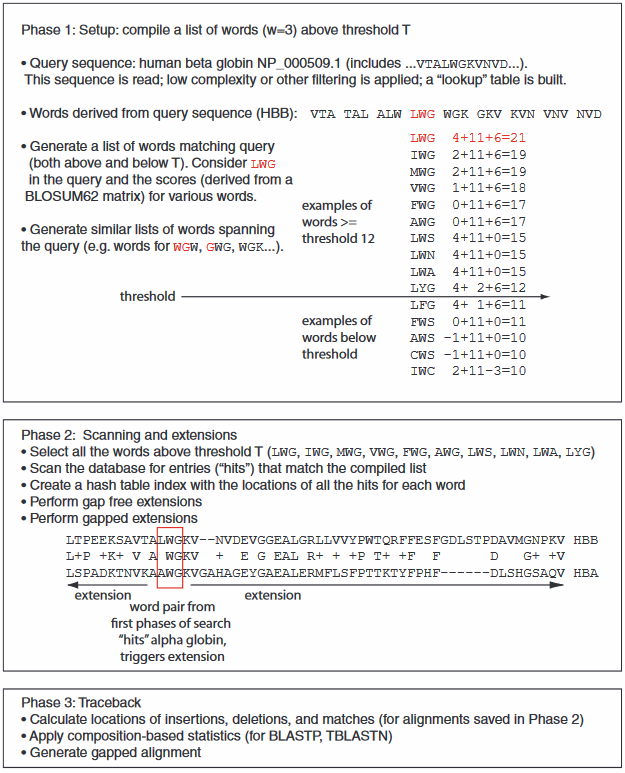 Phase 1: Setup: compile a list of words (w=3) above threshold T
• Query sequence: human beta globin NP_000509.1 (includes ...VTALWGKVNVD...).
This sequence is read; low complexity or other filtering is applied; a “lookup” table is built.
• Words derived from query sequence (HBB): VTA TAL ALW LWG WGK GKV KVN VNV NVD
• Generate a list of words matching query
(both above and below T). Consider LWG
in the query and the scores (derived from a
BLOSUM62 matrix) for various words.
• Generate similar lists of words spanning
the query (e.g. words for WGW, GWG, WGK...).
examples of
words >=
threshold 12
LWG 4+11+6=21
IWG 2+11+6=19
MWG 2+11+6=19
VWG 1+11+6=18
FWG 0+11+6=17
AWG 0+11+6=17
LWS 4+11+0=15
LWN 4+11+0=15
LWA 4+11+0=15
LYG 4+ 2+6=12
threshold
LFG 4+ 1+6=11
FWS 0+11+0=11
AWS -1+11+0=10
CWS -1+11+0=10
IWC 2+11-3=10
examples of
words below
threshold
Phase 2: Scanning and extensions
• Select all the words above threshold T (LWG, IWG, MWG, VWG, FWG, AWG, LWS, LWN, LWA, LYG)
• Scan the database for entries (“hits”) that match the compiled list
• Create a hash table index with the locations of all the hits for each word
• Perform gap free extensions
• Perform gapped extensions
LTPEEKSAVTALWGKV--NVDEVGGEALGRLLVVYPWTQRFFESFGDLSTPDAVMGNPKV HBB
L+P +K+ V A WGKV + E G EAL R+ + +P T+ +F F D G+ +V
LSPADKTNVKAAWGKVGAHAGEYGAEALERMFLSFPTTKTYFPHF------DLSHGSAQV HBA
extension
extension
word pair from
first phases of search
“hits” alpha globin,
triggers extension
Phase 3: Traceback
• Calculate locations of insertions, deletions, and matches (for alignments saved in Phase 2)
• Apply composition-based statistics (for BLASTP, TBLASTN)
• Generate gapped alignment